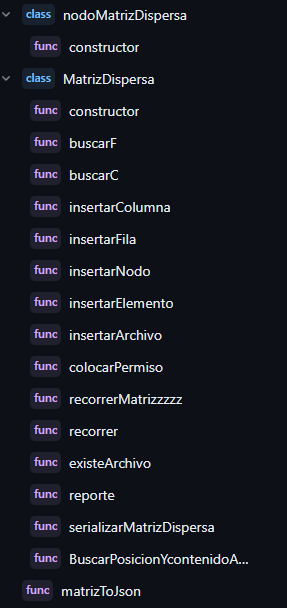 class nodoMatrizDispersa
func constructor
class MatrizDispersa
func constructor
func buscarF
func buscarC
func insertarColumna
func insertarFila
func insertarNodo
func insertarElemento
func insertarArchivo
func colocarPermiso
func recorrerMatrizzzzz
func recorrer
func existeArchivo
func reporte
func serializarMatrizDispersa
func BuscarPosicionYcontenidoA...
func matrizToJson